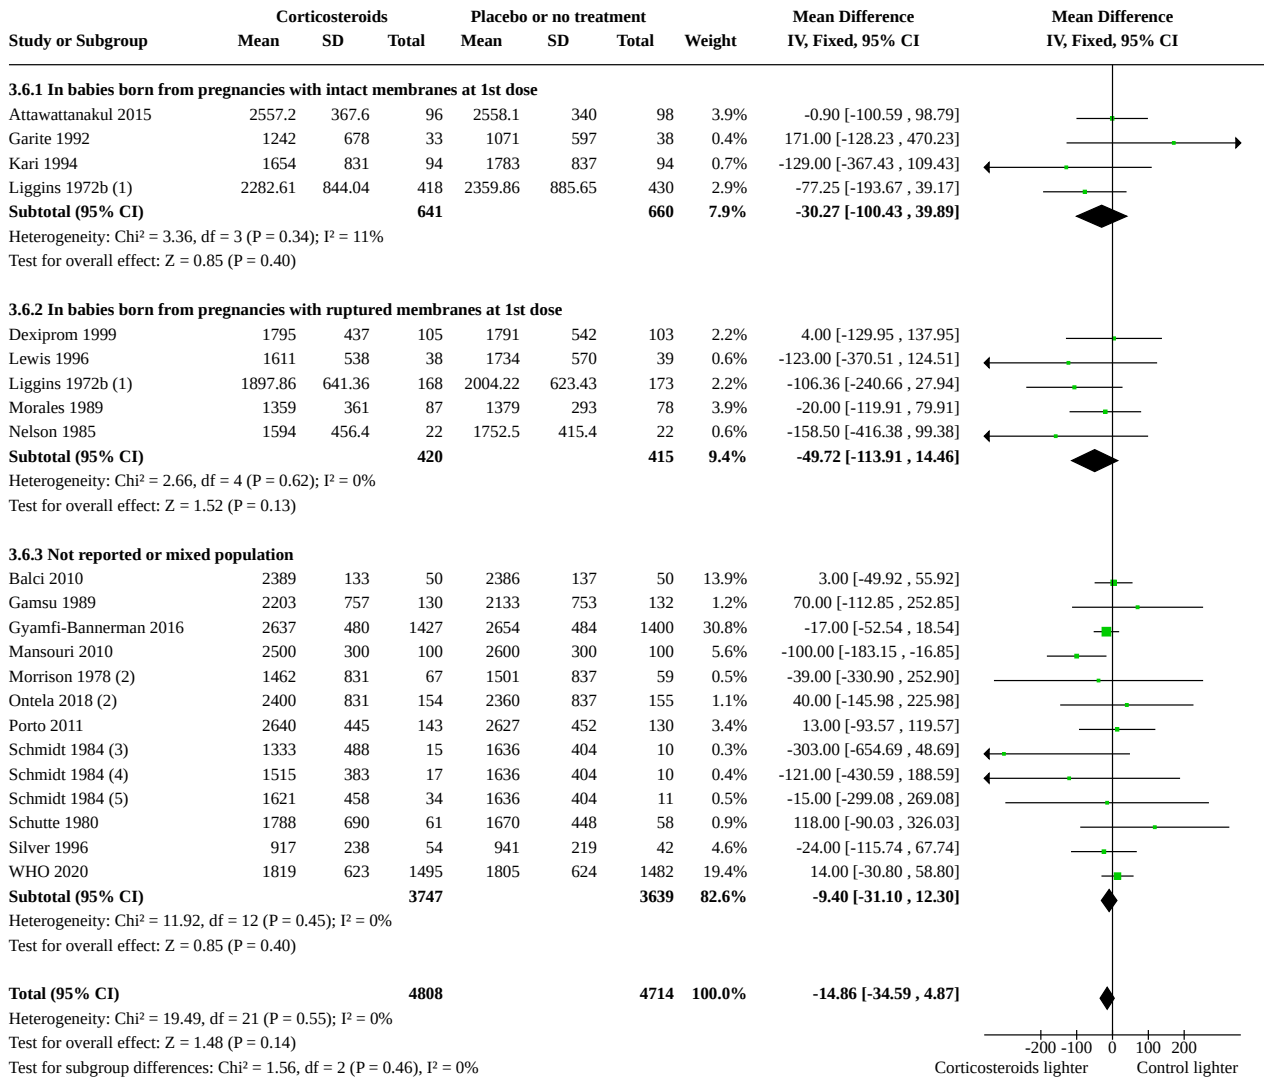 Corticosteroids Placebo or no treatment Mean Difference Mean Difference
Study or Subgroup Mean SD Total Mean SD Total Weight IV, Fixed, 95% CI IV, Fixed, 95% CI
3.6.1 In babies born from pregnancies with intact membranes at 1st dose
Attawattanakul 2015 2557.2 367.6 96 2558.1 340 98 3.9% -0.90 [-100.59 , 98.79]
Garite 1992 1242 678 33 1071 597 38 0.4% 171.00 [-128.23 , 470.23]
Kari 1994 1654 831 94 1783 837 94 0.7% -129.00 [-367.43 , 109.43]
Liggins 1972b (1) 2282.61 844.04 418 2359.86 885.65 430 2.9% -77.25 [-193.67 , 39.17]
Subtotal (95% CI) 641 660 7.9% -30.27 [-100.43 , 39.89]
Heterogeneity: Chi² = 3.36, df = 3 (P = 0.34); I² = 11%
Test for overall effect: Z = 0.85 (P = 0.40)
3.6.2 In babies born from pregnancies with ruptured membranes at 1st dose
Dexiprom 1999 1795 437 105 1791 542 103 2.2% 4.00 [-129.95 , 137.95]
Lewis 1996 1611 538 38 1734 570 39 0.6% -123.00 [-370.51 , 124.51]
Liggins 1972b (1) 1897.86 641.36 168 2004.22 623.43 173 2.2% -106.36 [-240.66 , 27.94]
Morales 1989 1359 361 87 1379 293 78 3.9% -20.00 [-119.91 , 79.91]
Nelson 1985 1594 456.4 22 1752.5 415.4 22 0.6% -158.50 [-416.38 , 99.38]
Subtotal (95% CI) 420 415 9.4% -49.72 [-113.91 , 14.46]
Heterogeneity: Chi² = 2.66, df = 4 (P = 0.62); I² = 0%
Test for overall effect: Z = 1.52 (P = 0.13)
3.6.3 Not reported or mixed population
Balci 2010 2389 133 50 2386 137 50 13.9% 3.00 [-49.92 , 55.92]
Gamsu 1989 2203 757 130 2133 753 132 1.2% 70.00 [-112.85 , 252.85]
Gyamfi-Bannerman 2016 2637 480 1427 2654 484 1400 30.8% -17.00 [-52.54 , 18.54]
Mansouri 2010 2500 300 100 2600 300 100 5.6% -100.00 [-183.15 , -16.85]
Morrison 1978 (2) 1462 831 67 1501 837 59 0.5% -39.00 [-330.90 , 252.90]
Ontela 2018 (2) 2400 831 154 2360 837 155 1.1% 40.00 [-145.98 , 225.98]
Porto 2011 2640 445 143 2627 452 130 3.4% 13.00 [-93.57 , 119.57]
Schmidt 1984 (3) 1333 488 15 1636 404 10 0.3% -303.00 [-654.69 , 48.69]
Schmidt 1984 (4) 1515 383 17 1636 404 10 0.4% -121.00 [-430.59 , 188.59]
Schmidt 1984 (5) 1621 458 34 1636 404 11 0.5% -15.00 [-299.08 , 269.08]
Schutte 1980 1788 690 61 1670 448 58 0.9% 118.00 [-90.03 , 326.03]
Silver 1996 917 238 54 941 219 42 4.6% -24.00 [-115.74 , 67.74]
WHO 2020 1819 623 1495 1805 624 1482 19.4% 14.00 [-30.80 , 58.80]
Subtotal (95% CI) 3747 3639 82.6% -9.40 [-31.10 , 12.30]
Heterogeneity: Chi² = 11.92, df = 12 (P = 0.45); I² = 0%
Test for overall effect: Z = 0.85 (P = 0.40)
Total (95% CI) 4808 4714 100.0% -14.86 [-34.59 , 4.87]
Heterogeneity: Chi² = 19.49, df = 21 (P = 0.55); I² = 0%
Test for overall effect: Z = 1.48 (P = 0.14) -200 -100 0 100 200
Test for subgroup differences: Chi² = 1.56, df = 2 (P = 0.46), I² = 0% Corticosteroids lighter Control lighter